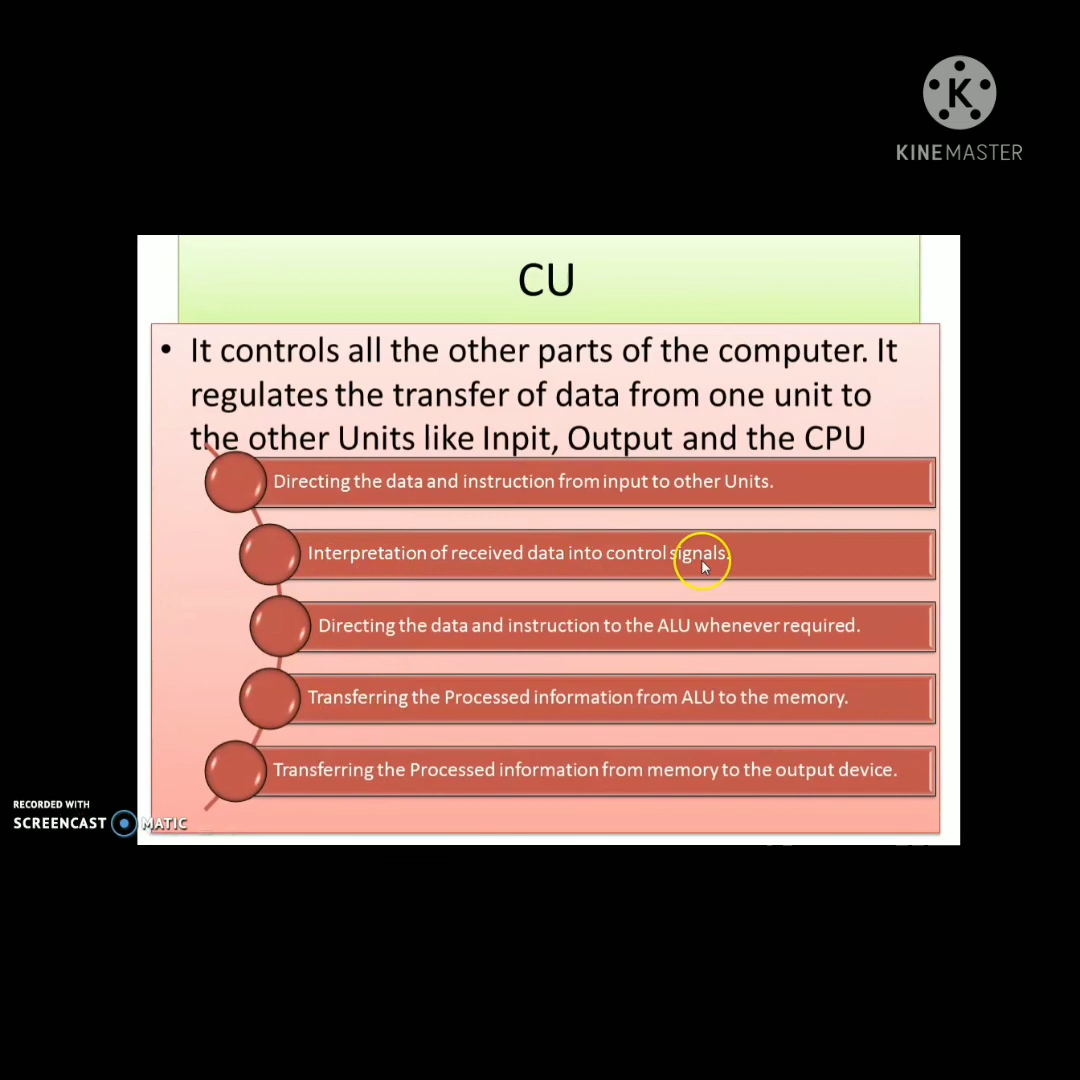 KINEMASTER
CU
• It controls all the other parts of the computer. It
regulates the transfer of data from one unit to
the other Units like Inpit, Output and the CPU
Directing the data and instruction from input to other Units.
Interpretation of received data into control signals.
Directing the data and instruction to the ALU whenever required.
Transferring the Processed information from ALU to the memory.
Transferring the Processed information from memory to the output device.
RECORDED WITH
SCREENCAST MATIC